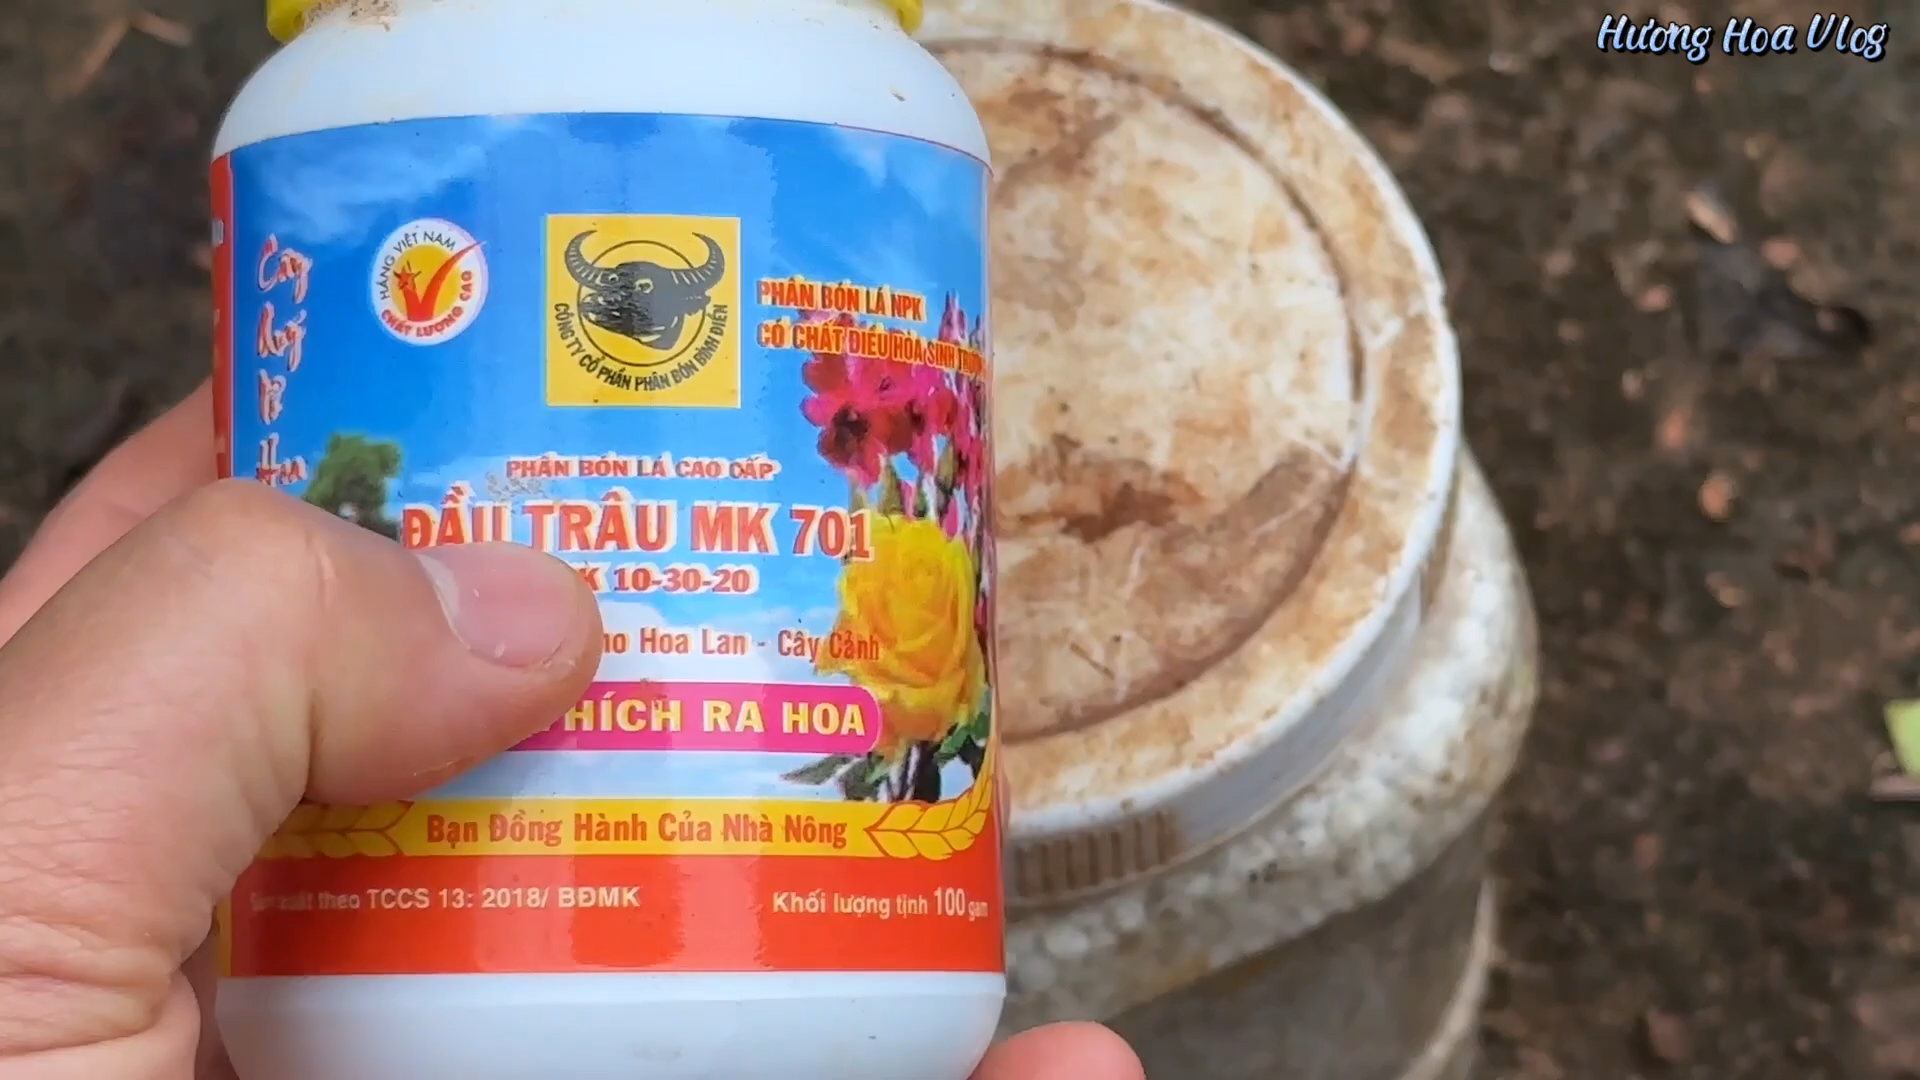 Hương Hoa Vlog
HÀNG VIỆT NAM
CHẤT LƯỢNG CAO
CÔNG TY CỔ PHẦN PHÂN BÓN BÌNH ĐIỀN
PHÂN BÓN LÁ NPK
CÓ CHẤT ĐIỀU HÒA SINH
PHÂN BÓN LÁ CAO CẤP
ĐẦU TRÂU MK 701
K 10-30-20
Hoa Lan - Cây Cảnh
HÍCH RA HOA
Bạn Đồng Hành Của Nhà Nông
theo TCCS 13: 2018/ BĐMK
Khối lượng tịnh 100 gam